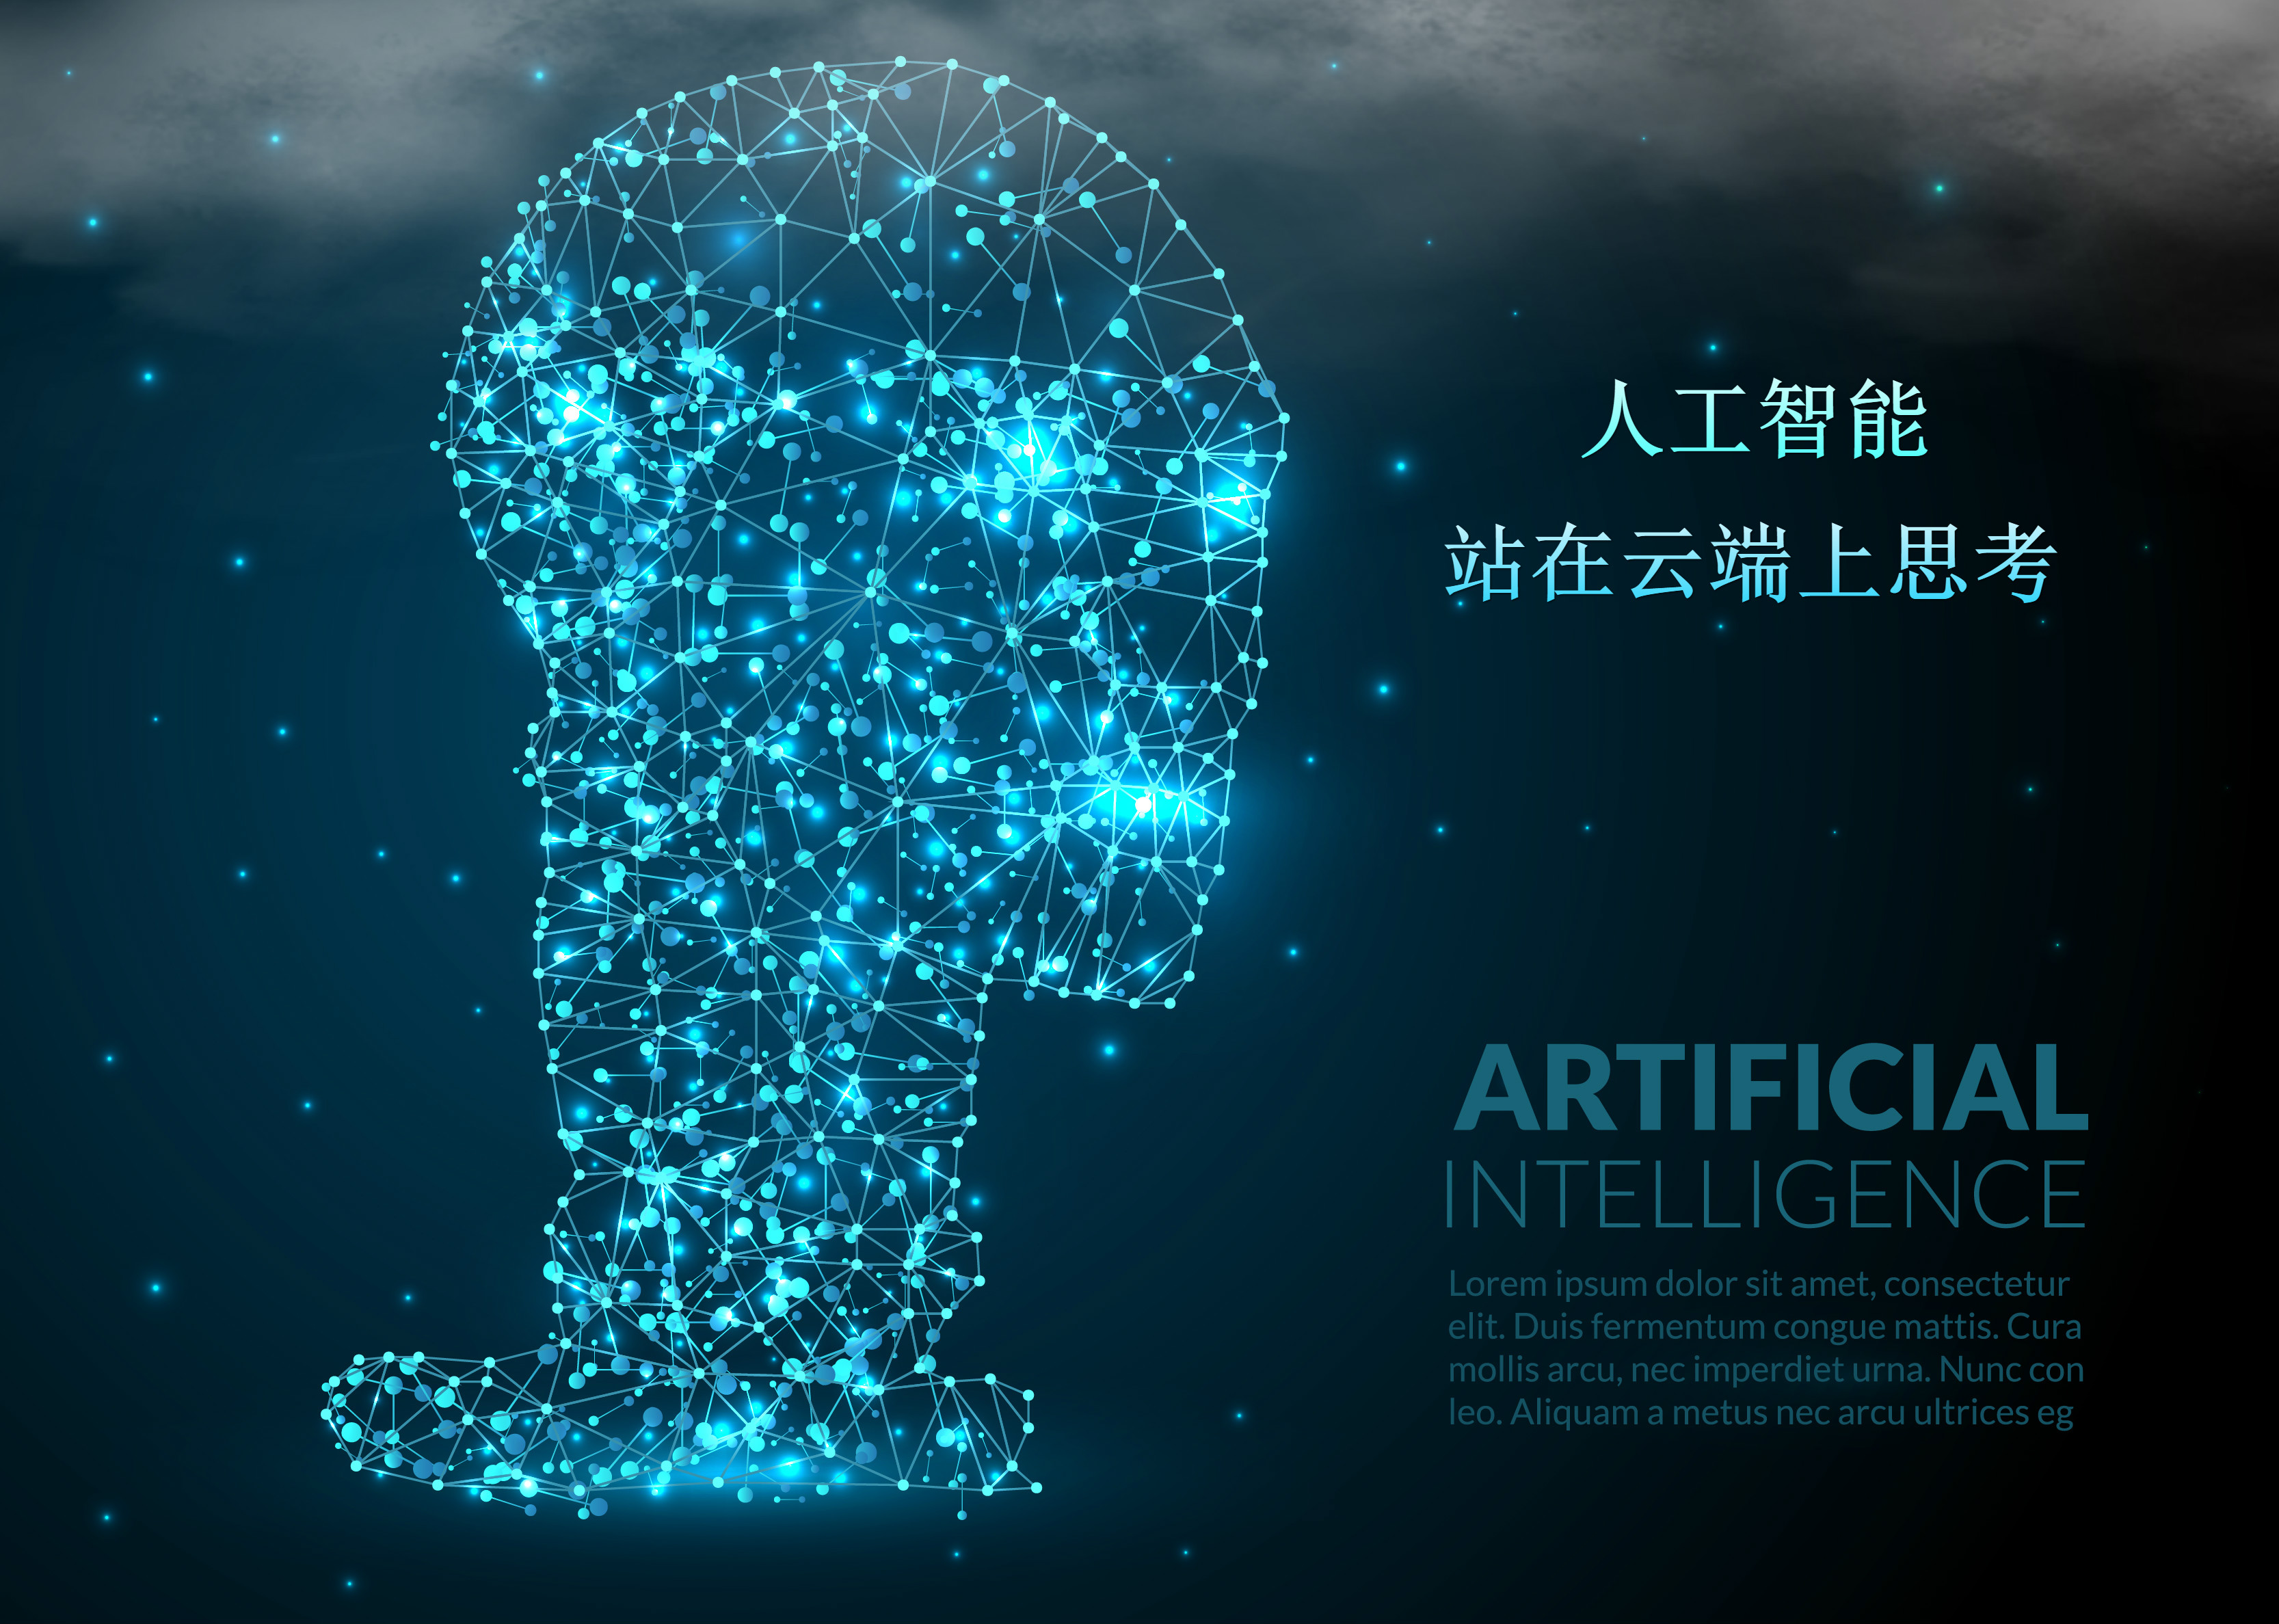 人工智能
站在云端上思考
ARTIFICIAL
INTELLIGENCE
Lorem ipsum dolor sit amet, consectetur
elit. Duis fermentum congue mattis. Cura
mollis arcu, nec imperdiet urna. Nunc con
leo. Aliquam a metus nec arcu ultrices eg